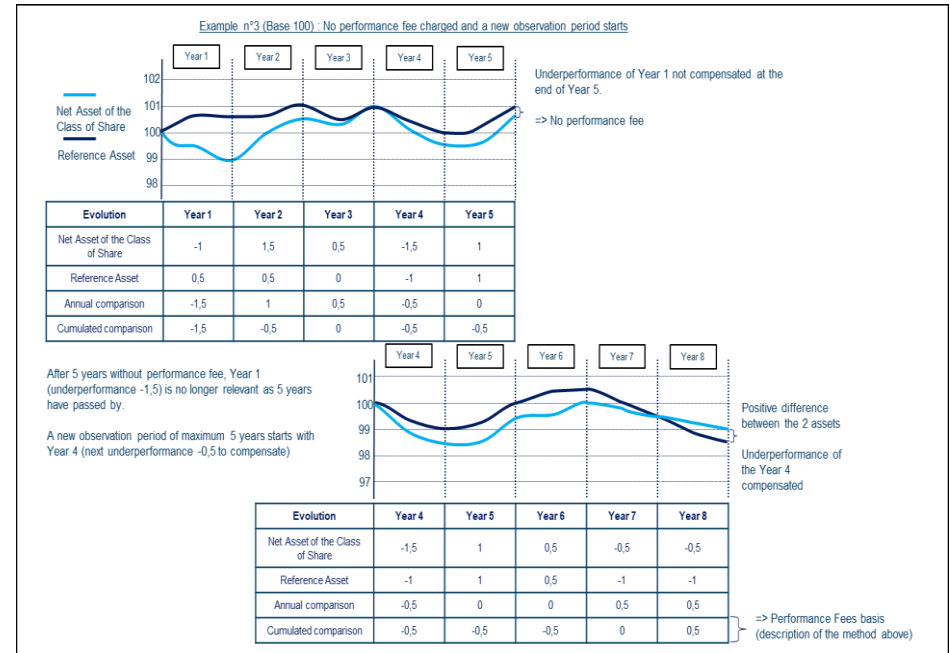 Example n°3 (Base 100) : No performance fee charged and a new observation period starts
Year 1 Year 2 Year 3 Year 4 Year 5
Net Asset of the
Class of Share
Reference Asset
102
101
100
99
98
Underperformance of Year 1 not compensated at the
end of Year 5.
=> No performance fee
Evolution Year 1 Year 2 Year 3 Year 4 Year 5
Net Asset of the Class
of Share
-1 1,5 0,5 -1,5 1
Reference Asset 0,5 0,5 0 -1 1
Annual comparison -1,5 1 0,5 -0,5 0
Cumulated comparison -1,5 -0,5 0 -0,5 -0,5
After 5 years without performance fee, Year 1
(underperformance -1,5) is no longer relevant as 5 years
have passed by.
A new observation period of maximum 5 years starts with
Year 4 (next underperformance -0,5 to compensate)
Year 4 Year 5 Year 6 Year 7 Year 8
101
100
99
98
97
Positive difference
between the 2 assets
Underperformance of
the Year 4
compensated
Evolution Year 4 Year 5 Year 6 Year 7 Year 8
Net Asset of the Class
of Share
-1,5 1 0,5 -0,5 -0,5
Reference Asset -1 1 0,5 -1 -1
Annual comparison -0,5 0 0 0,5 0,5
Cumulated comparison -0,5 -0,5 -0,5 0 0,5
=> Performance Fees basis
(description of the method above)